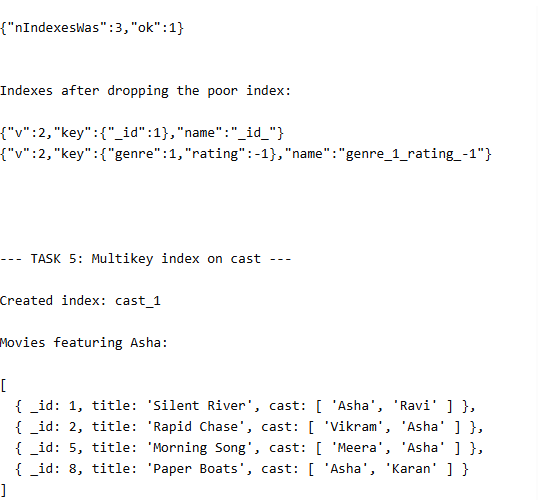 {"nIndexesWas":3,"ok":1}
Indexes after dropping the poor index:
{"v":2,"key":{"_id":1},"name":"_id_"}
{"v":2,"key":{"genre":1,"rating":-1},"name":"genre_1_rating_-1"}
--- TASK 5: Multikey index on cast ---
Created index: cast_1
Movies featuring Asha:
[
  { _id: 1, title: 'Silent River', cast: [ 'Asha', 'Ravi' ] },
  { _id: 2, title: 'Rapid Chase', cast: [ 'Vikram', 'Asha' ] },
  { _id: 5, title: 'Morning Song', cast: [ 'Meera', 'Asha' ] },
  { _id: 8, title: 'Paper Boats', cast: [ 'Asha', 'Karan' ] }
]